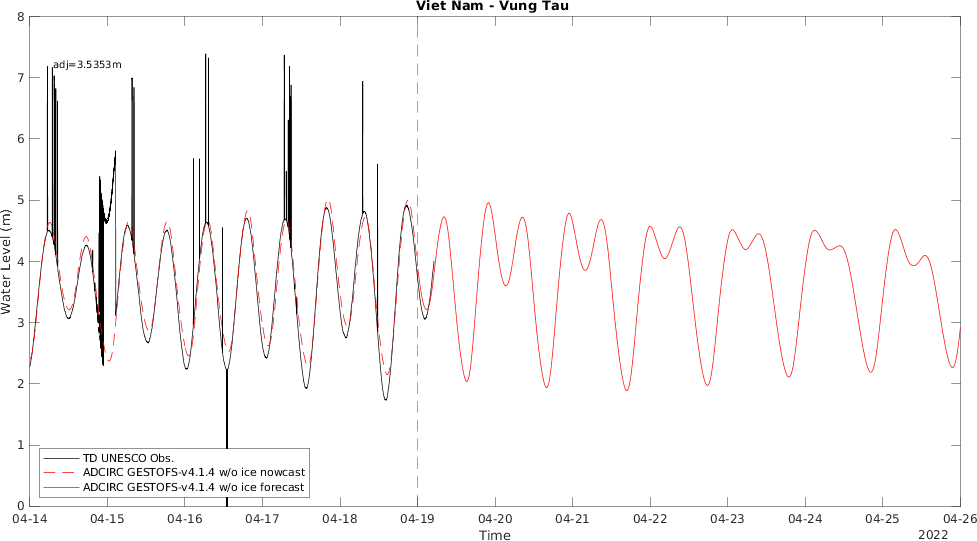 Viet Nam - Vung Tau
8
7
6
5
4
3
2
1
0
Water Level (m)
adj=3.5353m
TD UNESCO Obs.
ADCIRC GESTOFS-v4.1.4 w/o ice nowcast
ADCIRC GESTOFS-v4.1.4 w/o ice forecast
04-14 04-15 04-16 04-17 04-18 04-19 04-20 04-21 04-22 04-23 04-24 04-25 04-26
Time
2022